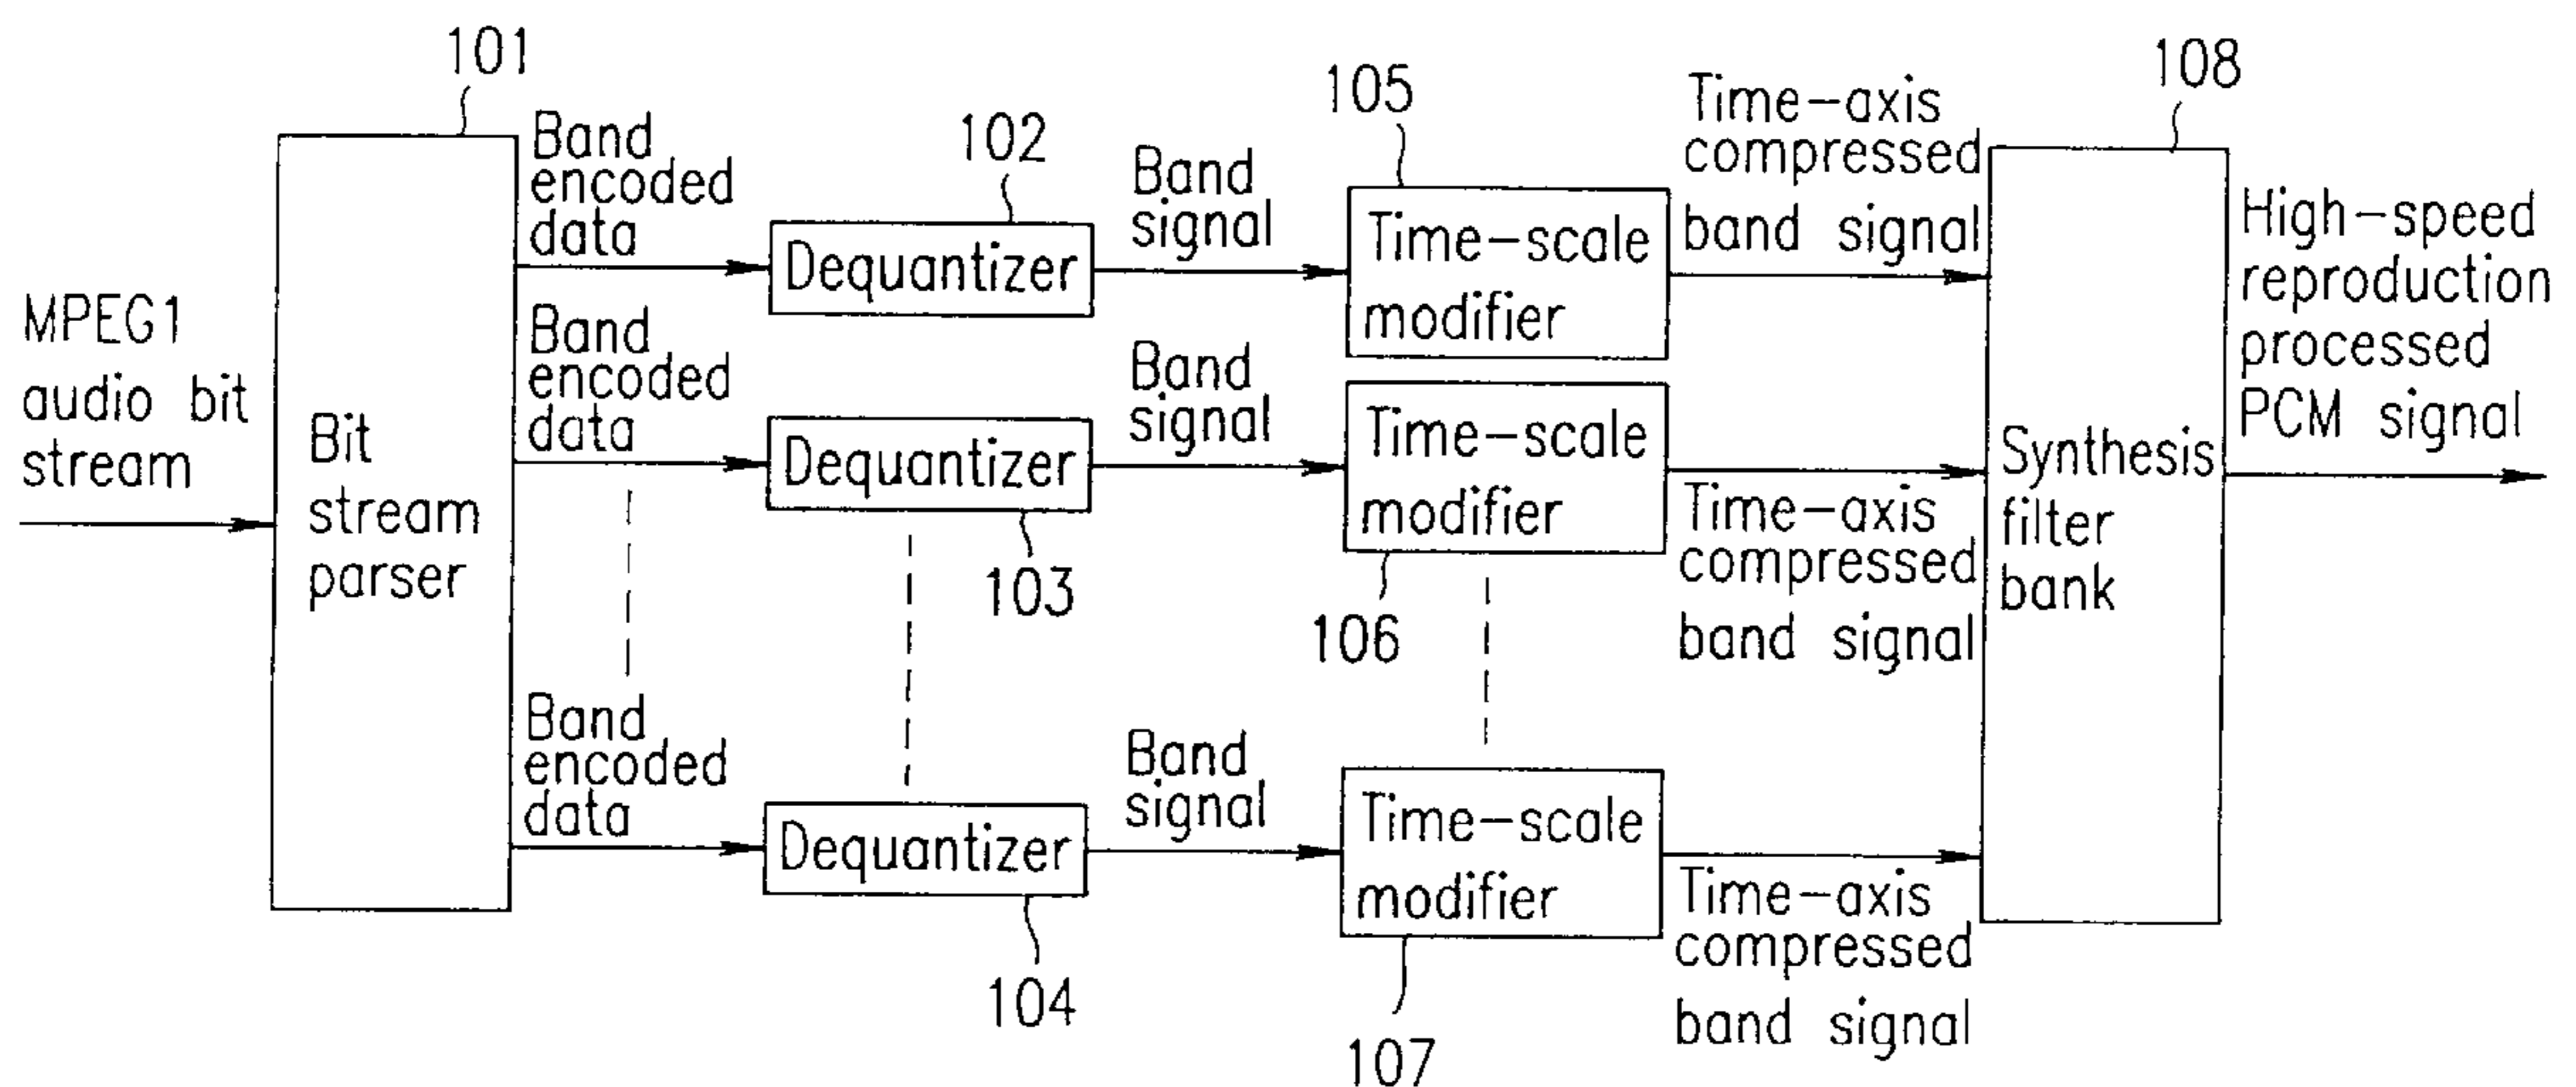 101
Band
encoded
data
102
Band
signal
105
Time-axis
compressed
band signal
108
MPEG1
audio bit
stream
Bit
stream
parser
Dequantizer
Time-scale
modifier
High-speed
reproduction
processed
PCM signal
Band
encoded
data
Dequantizer
103
Band
signal
Time-scale
modifier
106
Time-axis
compressed
band signal
Synthesis
filter
bank
Band
encoded
data
Dequantizer
104
Band
signal
Time-scale
modifier
107
Time-axis
compressed
band signal